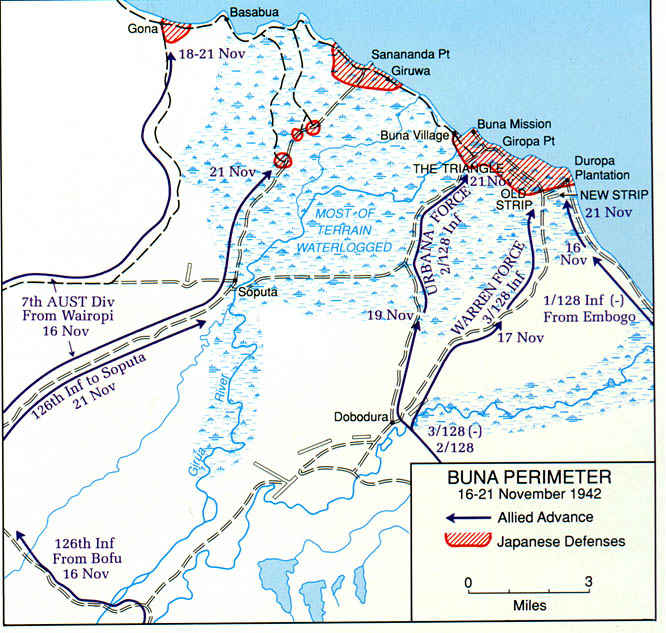 Basabua
Gona
18-21 Nov
Sanananda Pt
Giruwa
Buna Mission
Buna Village
Giropa Pt
Duropa
Plantation
THE TRIANGLE
21 Nov
21 Nov
OLD
STRIP
NEW STRIP
21 Nov
MOST OF
TERRAIN
WATERLOGGED
URBANA FORCE
2/128 Inf
WARREN FORCE
3/128 Inf
16
Nov
1/128 Inf (-)
From Embogo
Soputa
7th AUST Div
From Wairopi
16 Nov
19 Nov
17 Nov
126th Inf to Soputa
21 Nov
Girua River
Dobodura
3/128 (-)
2/128
126th Inf
From Bofu
16 Nov
BUNA PERIMETER
16-21 November 1942
Allied Advance
Japanese Defenses
0 3
Miles